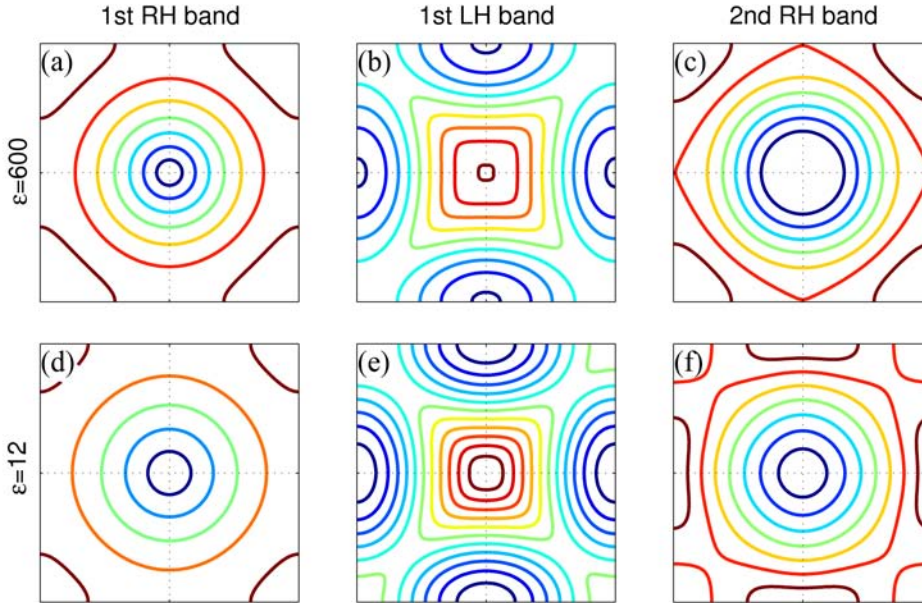 1st RH band
1st LH band
2nd RH band
(a)
(b)
(c)
ε=600
(d)
(e)
(f)
ε=12